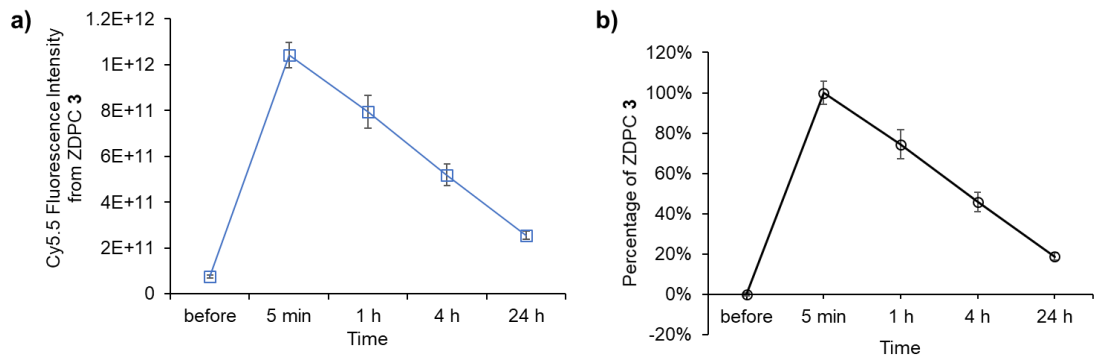 a)
Cy5.5 Fluorescence Intensity
from ZDPC 3
1.2E+12
1E+12
8E+11
6E+11
4E+11
2E+11
0
before 5 min 1 h 4 h 24 h
Time
b)
Percentage of ZDPC 3
120%
100%
80%
60%
40%
20%
0%
-20%
before 5 min 1 h 4 h 24 h
Time